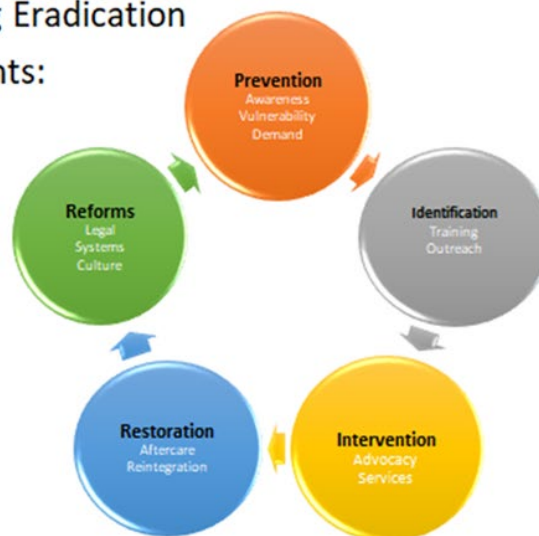 g Eradication
nts:
Prevention
Awareness
Vulnerability
Demand
Reforms
Legal
Systems
Culture
Identification
Training
Outreach
Restoration
Aftercare
Reintegration
Intervention
Advocacy
Services